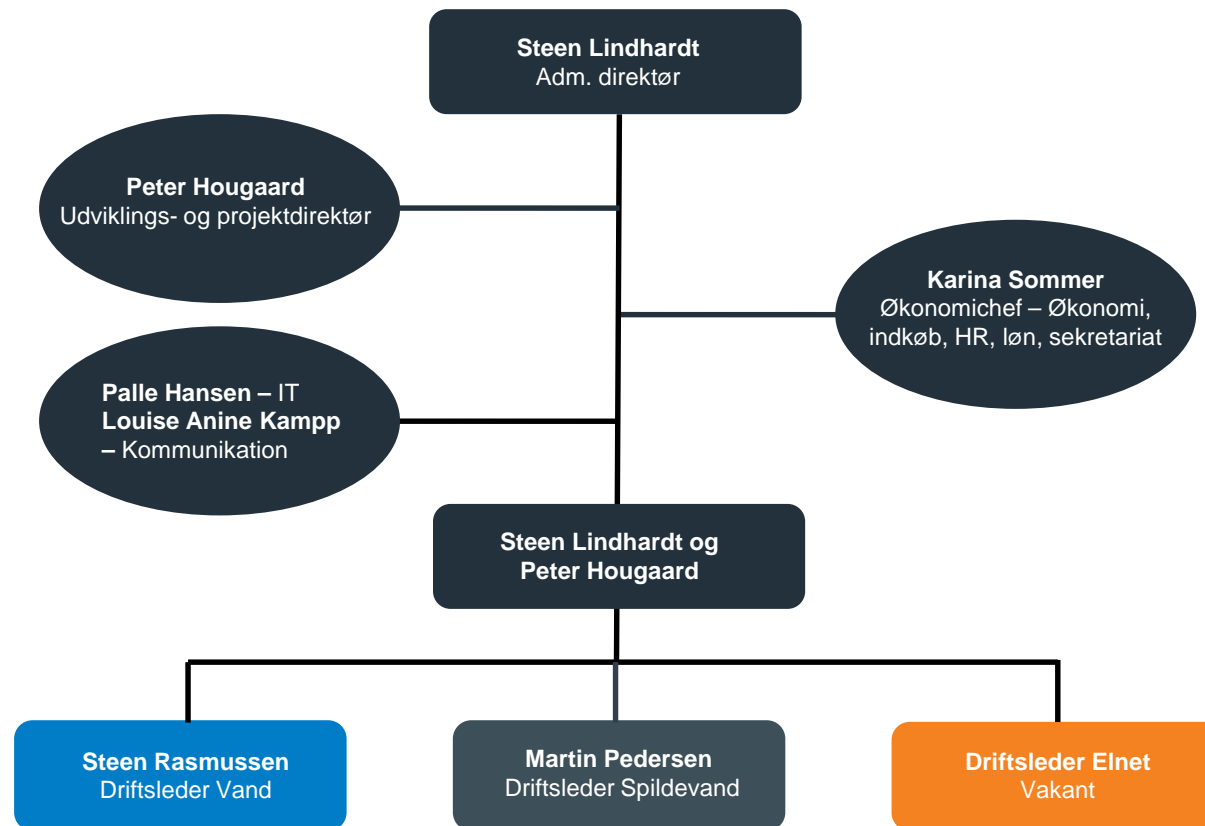 Steen Lindhardt
Adm. direktør
Peter Hougaard
Udviklings- og projektdirektør
Karina Sommer
Økonomichef – Økonomi,
indkøb, HR, løn, sekretariat
Palle Hansen – IT
Louise Anine Kampp
– Kommunikation
Steen Lindhardt og
Peter Hougaard
Steen Rasmussen
Driftsleder Vand
Martin Pedersen
Driftsleder Spildevand
Driftsleder Elnet
Vakant